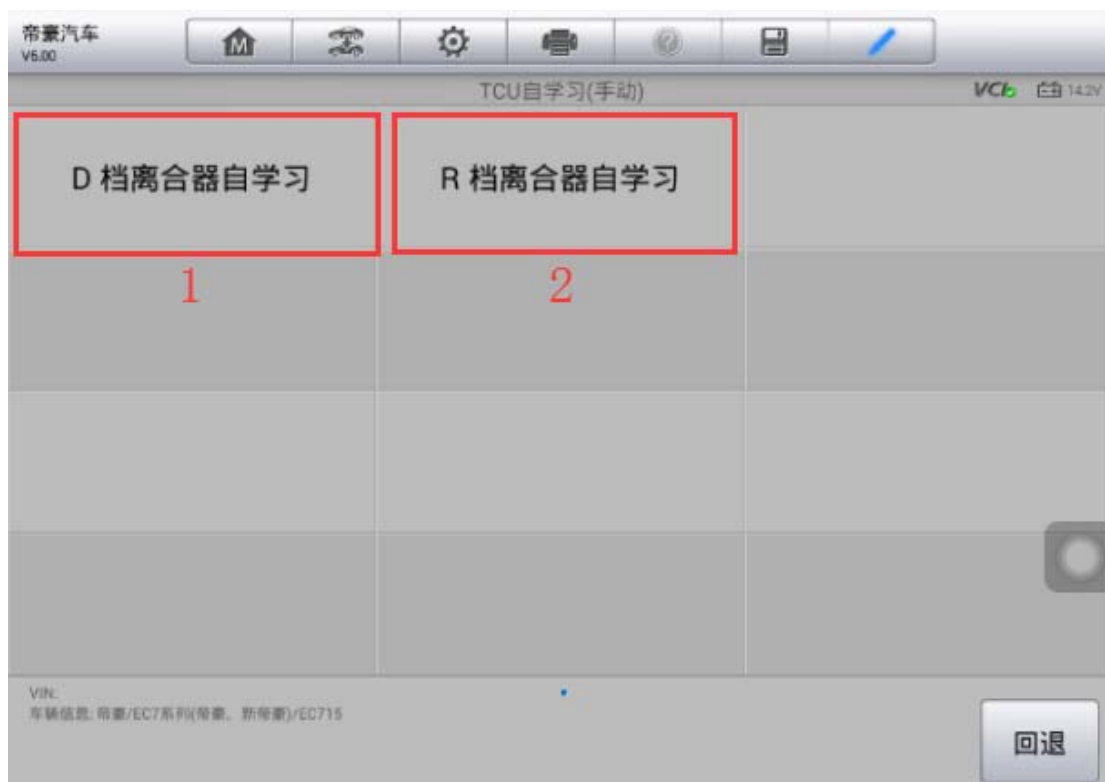 帝豪汽车
V6.00
TCU自学习(手动)
VCI
14.2V
D 档离合器自学习
R 档离合器自学习
1
2
VIN:
车辆信息: 帝豪/EC7系列(帝豪、新帝豪)/EC715
回退